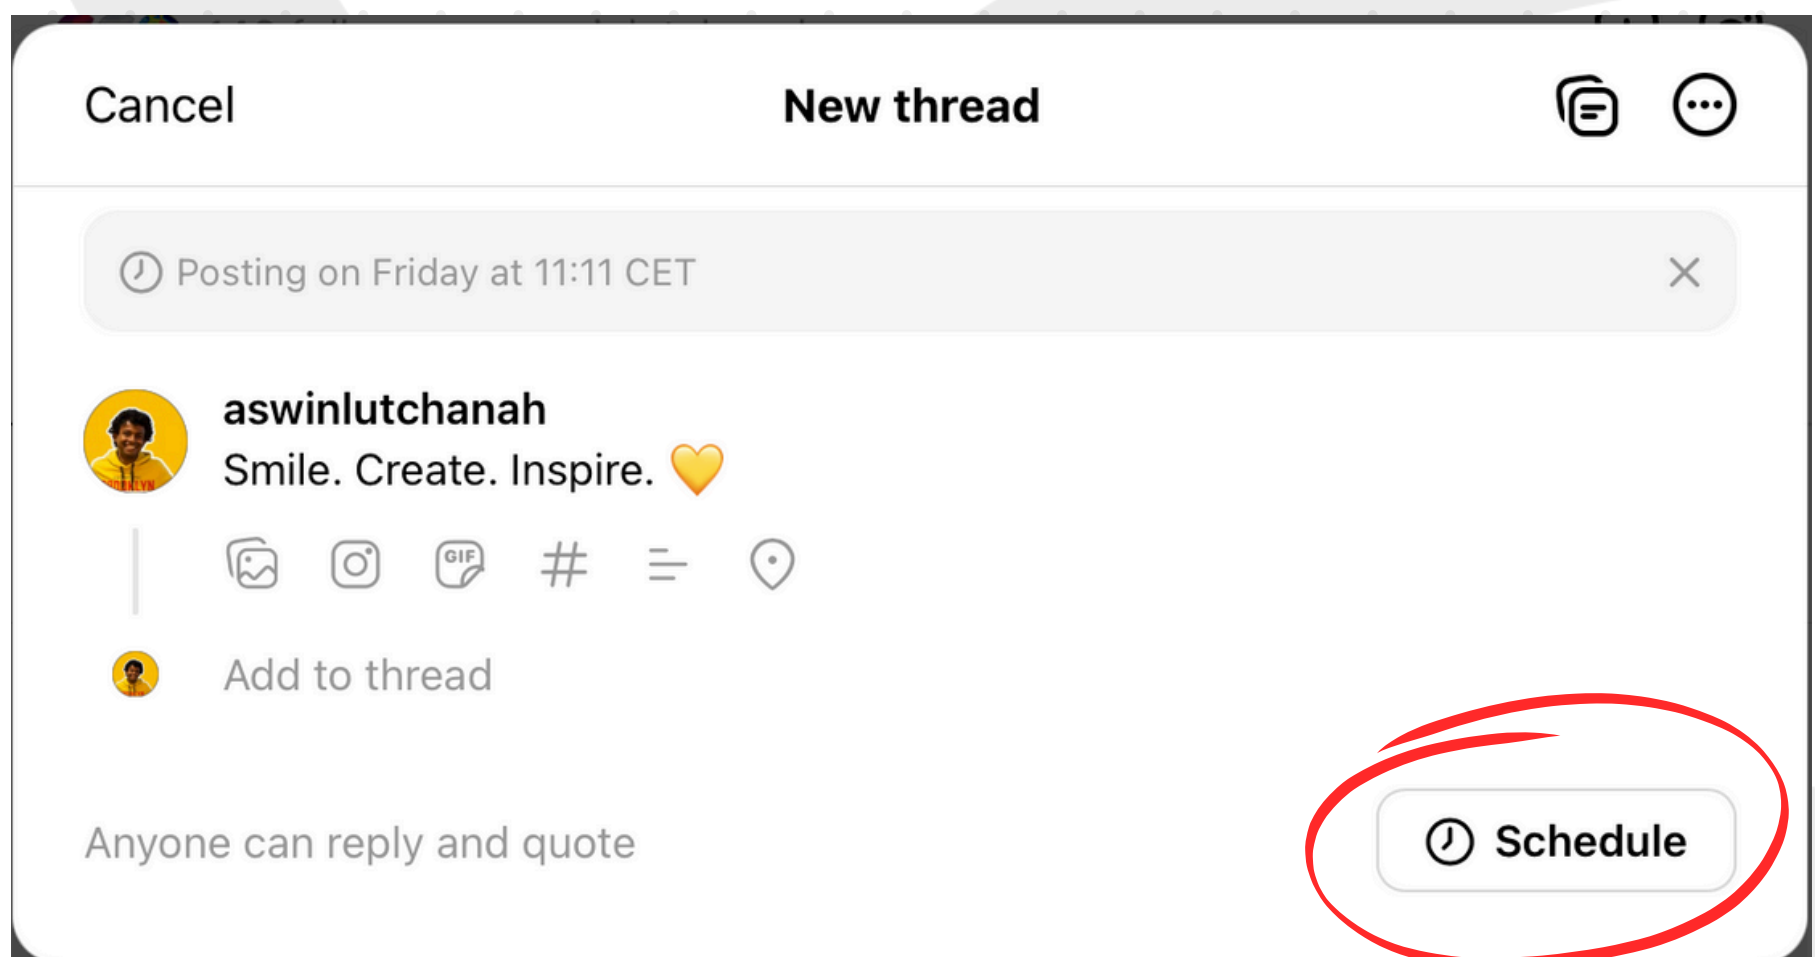 Cancel
New thread
Posting on Friday at 11:11 CET
aswinlutchanah
Smile. Create. Inspire. 💛
GIF
Add to thread
Anyone can reply and quote
Schedule